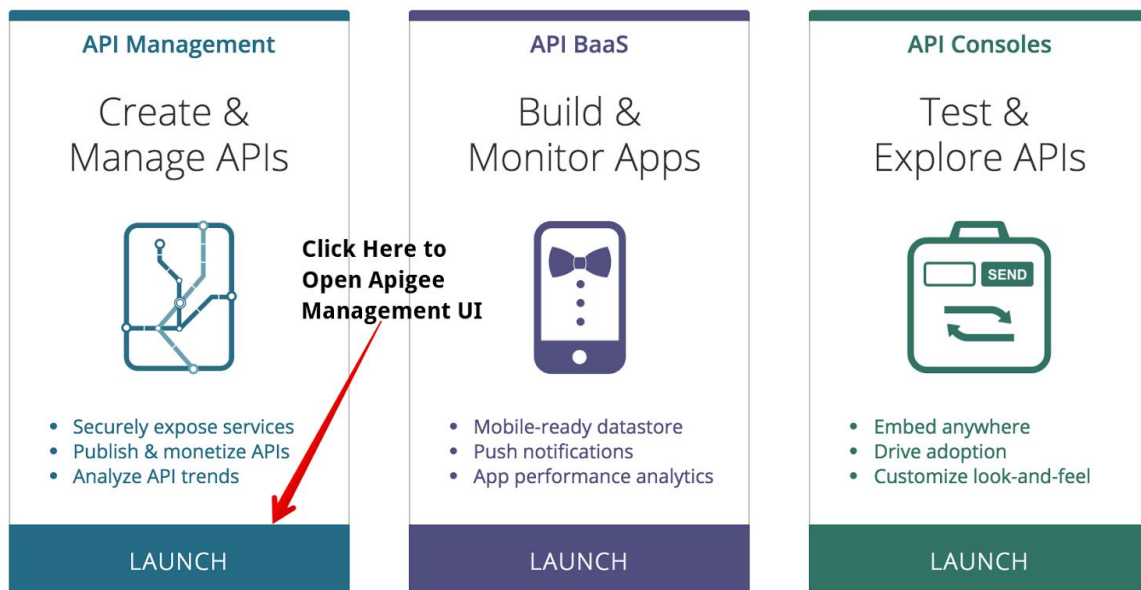 API Management
Create &
Manage APIs
• Securely expose services
• Publish & monetize APIs
• Analyze API trends
LAUNCH
Click Here to
Open Apigee
Management UI
API BaaS
Build &
Monitor Apps
• Mobile-ready datastore
• Push notifications
• App performance analytics
LAUNCH
API Consoles
Test &
Explore APIs
SEND
• Embed anywhere
• Drive adoption
• Customize look-and-feel
LAUNCH